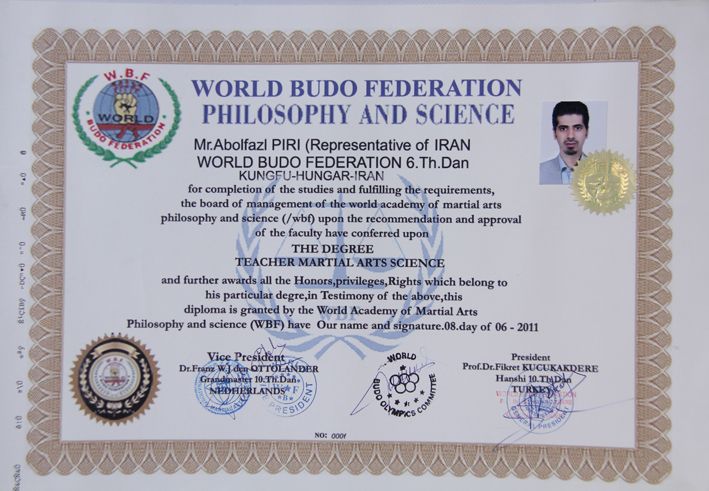 W.B.F
WORLD
BUDO FEDERATION
WORLD BUDO FEDERATION
PHILOSOPHY AND SCIENCE
Mr.Abolfazl PIRI (Representative of IRAN
WORLD BUDO FEDERATION 6.Th.Dan
KUNGFU-HUNGAR-IRAN
for completion of the studies and fulfilling the requirements,
the board of management of the world academy of martial arts
philosophy and science (/wbf) upon the recommendation and approval
of the faculty have conferred upon
THE DEGREE
TEACHER MARTIAL ARTS SCIENCE
and further awards all the Honors,privileges,Rights which belong to
his particular degre,in Testimony of the above,this
diploma is granted by the World Academy of Martial Arts
WBF
Philosophy and science (WBF) have Our name and signature.08.day of 06 - 2011
Vice President
Dr.Franz W.J.den OTTOLANDER
Grandmaster 10.Th.Dan
NEDHERLANDS
PRESIDENT
WORLD
BUDO OLYMPICS COMMITTEE
President
Prof.Dr.Fikret KUCUKAKDERE
Hanshi 10.Th.Dan
TURKEY
GENERAL PRESIDENT
NO: 000f